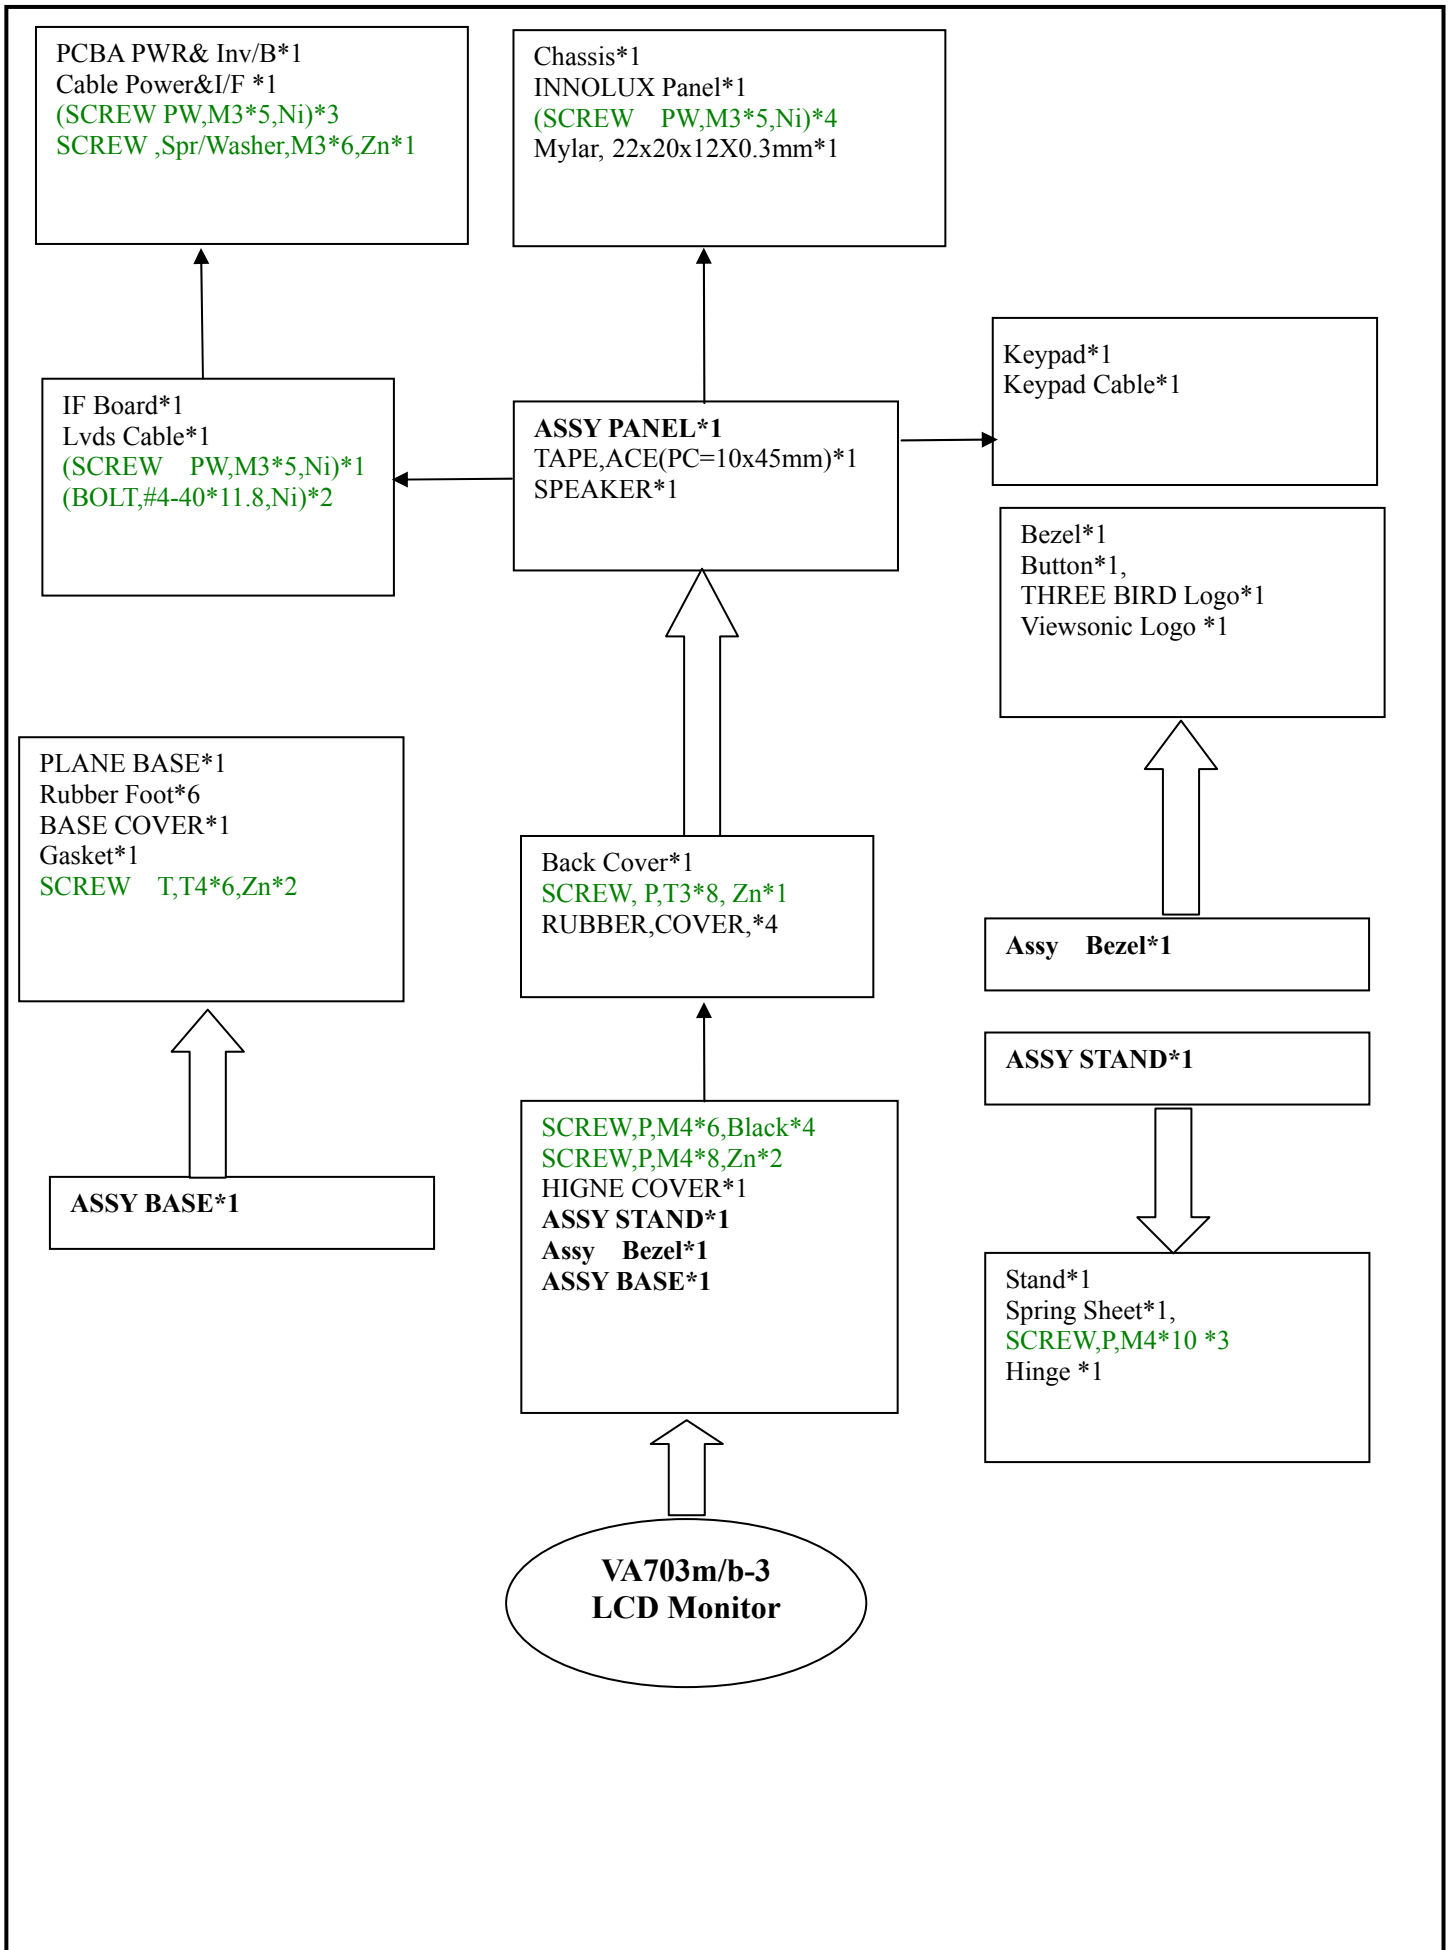 PCBA PWR& Inv/B*1
Cable Power&I/F *1
(SCREW PW,M3*5,Ni)*3
SCREW ,Spr/Washer,M3*6,Zn*1
Chassis*1
INNOLUX Panel*1
(SCREW PW,M3*5,Ni)*4
Mylar, 22x20x12X0.3mm*1
Keypad*1
Keypad Cable*1
IF Board*1
Lvds Cable*1
(SCREW PW,M3*5,Ni)*1
(BOLT,#4-40*11.8,Ni)*2
ASSY PANEL*1
TAPE,ACE(PC=10x45mm)*1
SPEAKER*1
Bezel*1
Button*1,
THREE BIRD Logo*1
Viewsonic Logo *1
PLANE BASE*1
Rubber Foot*6
BASE COVER*1
Gasket*1
SCREW T,T4*6,Zn*2
Back Cover*1
SCREW, P,T3*8, Zn*1
RUBBER,COVER,*4
Assy Bezel*1
ASSY STAND*1
SCREW,P,M4*6,Black*4
SCREW,P,M4*8,Zn*2
HIGNE COVER*1
ASSY STAND*1
Assy Bezel*1
ASSY BASE*1
ASSY BASE*1
Stand*1
Spring Sheet*1,
SCREW,P,M4*10 *3
Hinge *1
VA703m/b-3
LCD Monitor